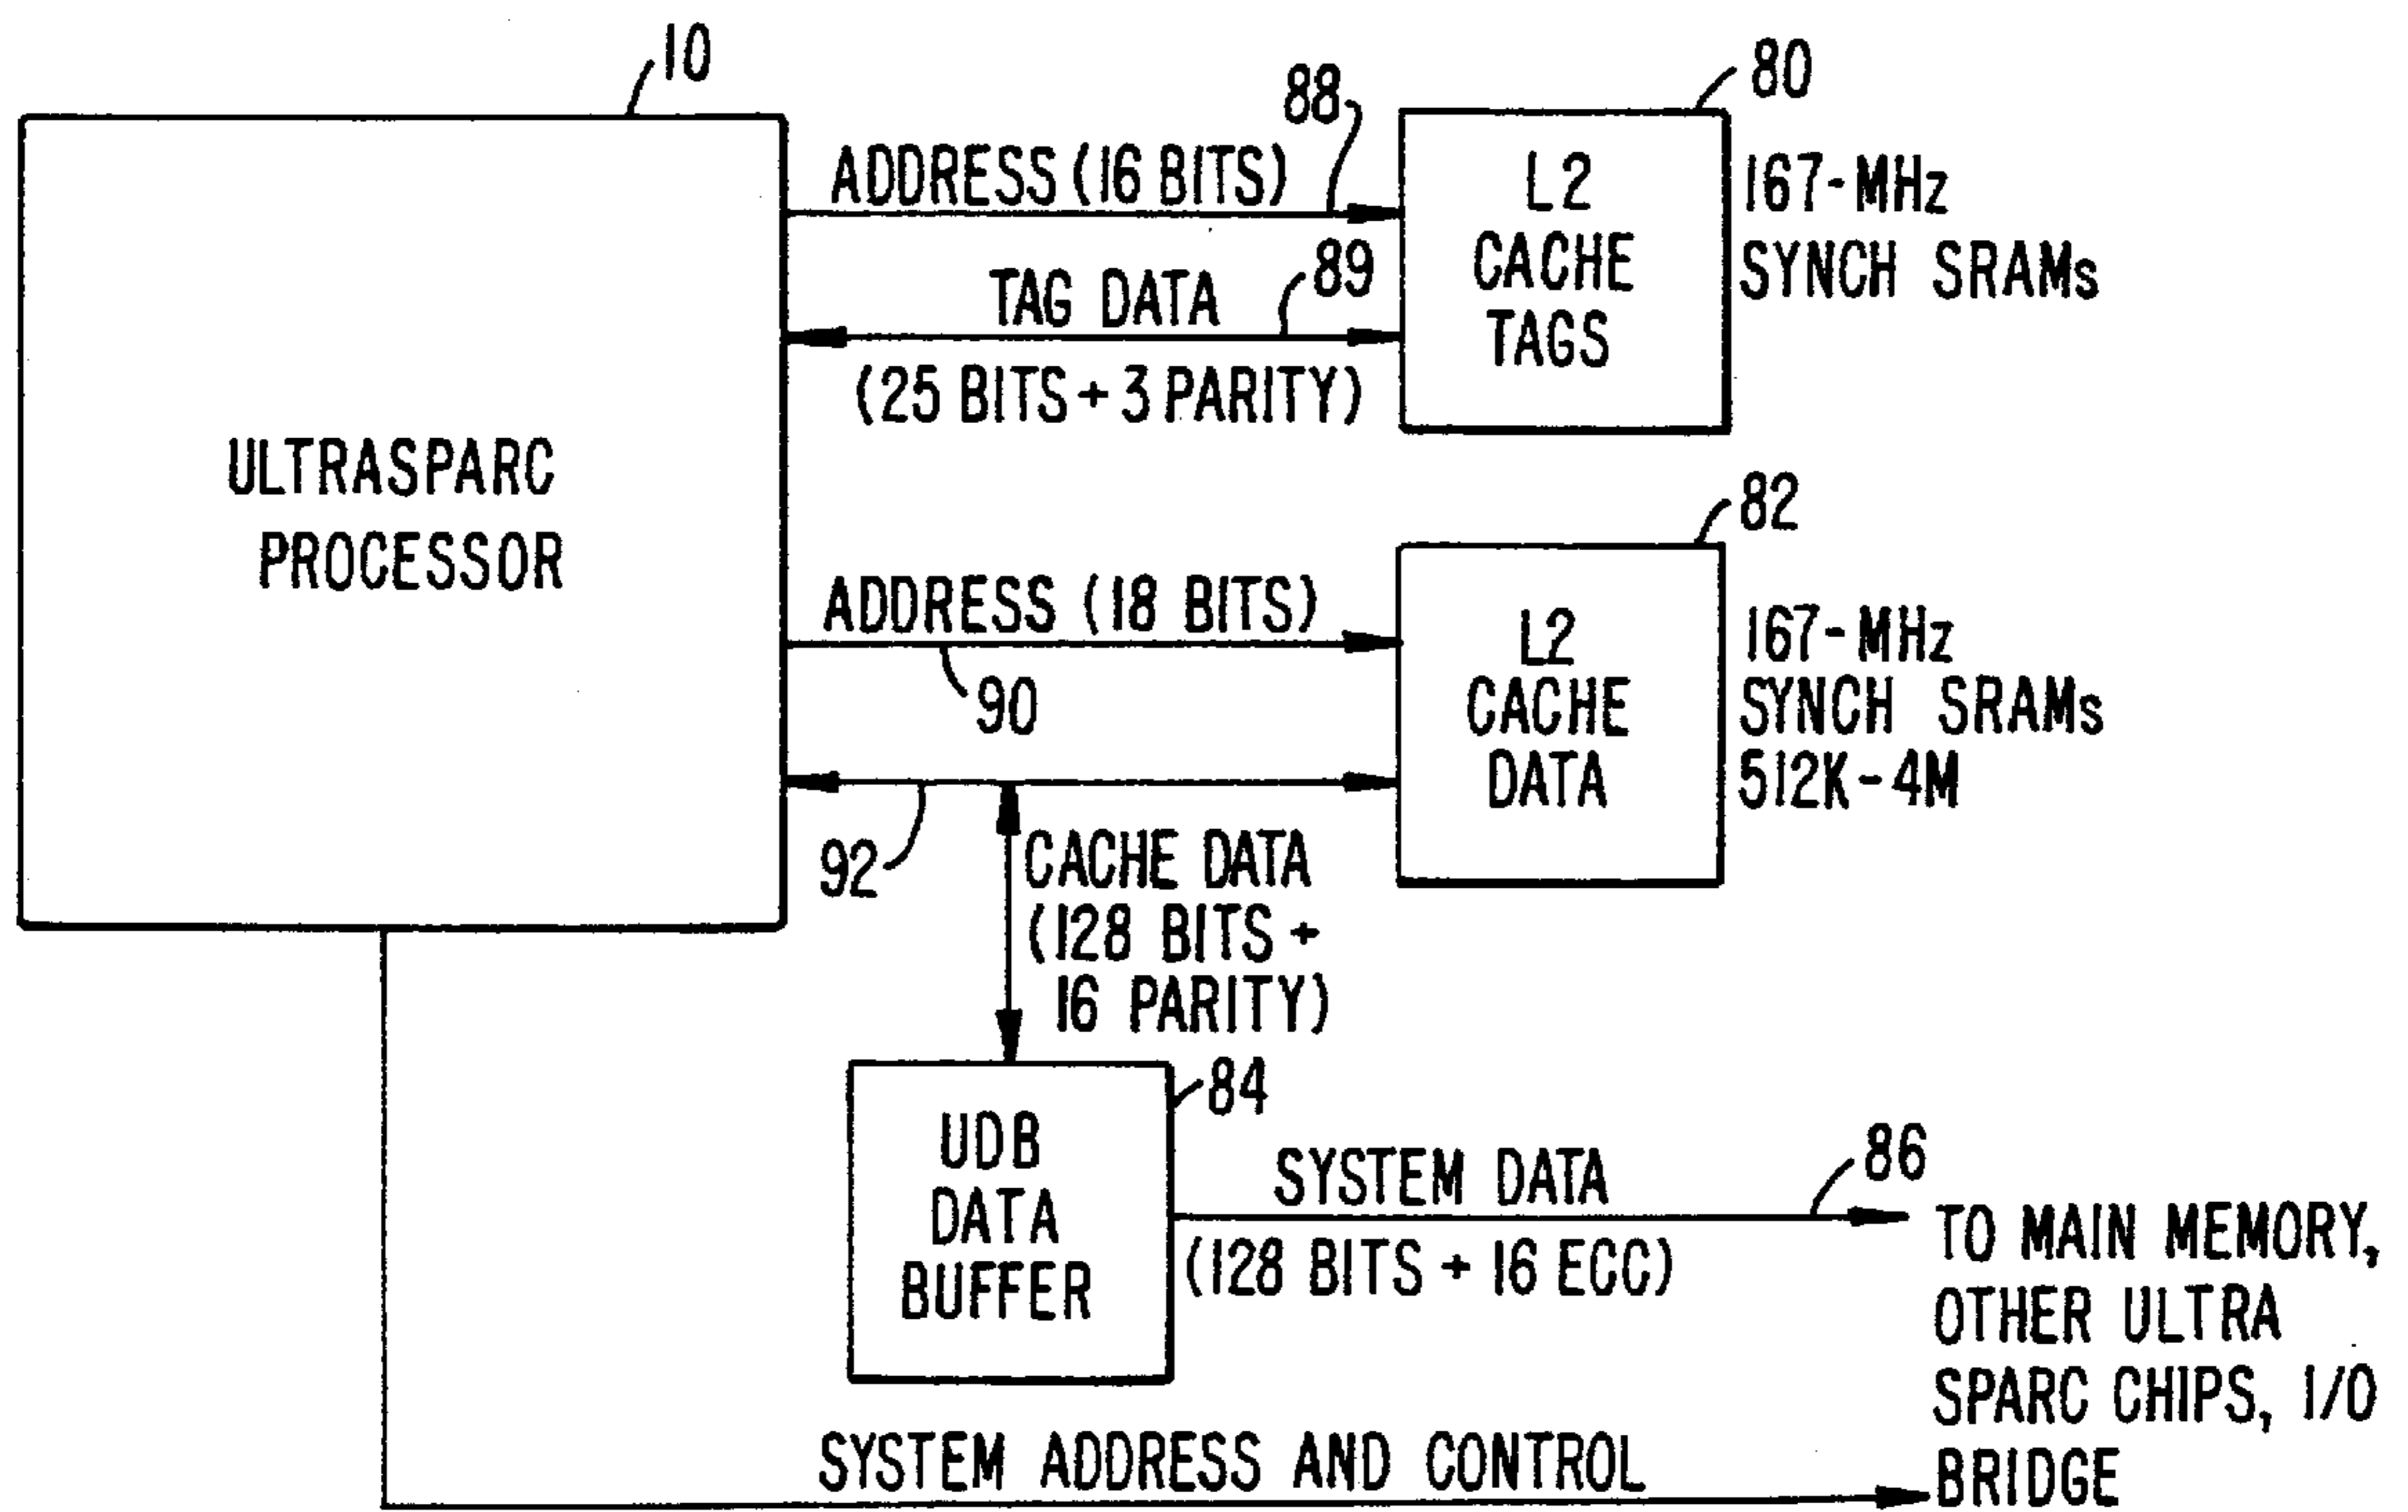 10
88
80
ADDRESS (16 BITS)
L2
CACHE
TAGS
167-MHz
SYNCH SRAMs
TAG DATA
89
(25 BITS + 3 PARITY)
ULTRASPARC
PROCESSOR
82
ADDRESS (18 BITS)
90
L2
CACHE
DATA
167-MHz
SYNCH SRAMs
512K-4M
92
CACHE DATA
(128 BITS +
16 PARITY)
84
UDB
DATA
BUFFER
SYSTEM DATA
86
(128 BITS + 16 ECC)
TO MAIN MEMORY,
OTHER ULTRA
SPARC CHIPS, I/O
BRIDGE
SYSTEM ADDRESS AND CONTROL